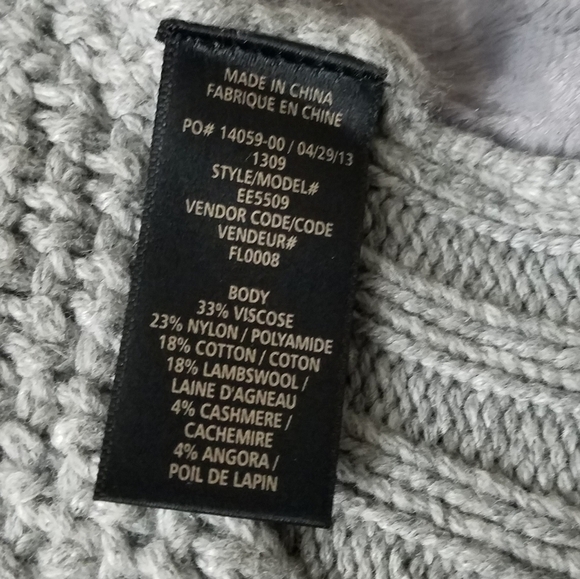 MADE IN CHINA
FABRIQUE EN CHINE
PO# 14059-00 / 04/29/13
1309
STYLE/MODEL#
EE5509
VENDOR CODE/CODE
VENDEUR#
FL0008
BODY
33% VISCOSE
23% NYLON / POLYAMIDE
18% COTTON / COTON
18% LAMBSWOOL /
LAINE D'AGNEAU
4% CASHMERE /
CACHEMIRE
4% ANGORA /
POIL DE LAPIN